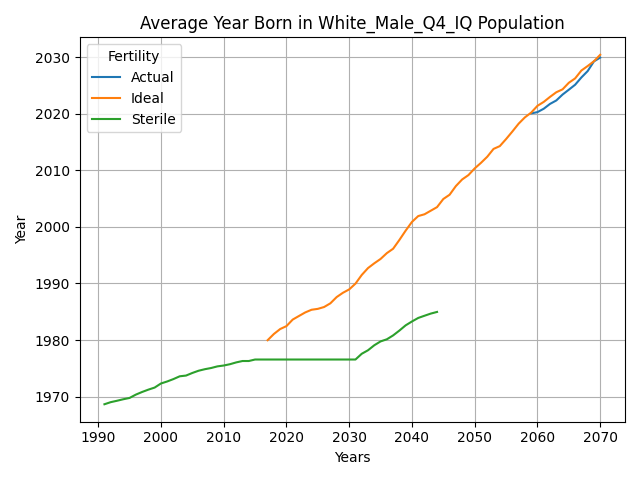 Average Year Born in White_Male_Q4_IQ Population
Fertility
Actual
Ideal
Sterile
Year
2030
2020
2010
2000
1990
1980
1970
1990 2000 2010 2020 2030 2040 2050 2060 2070
Years